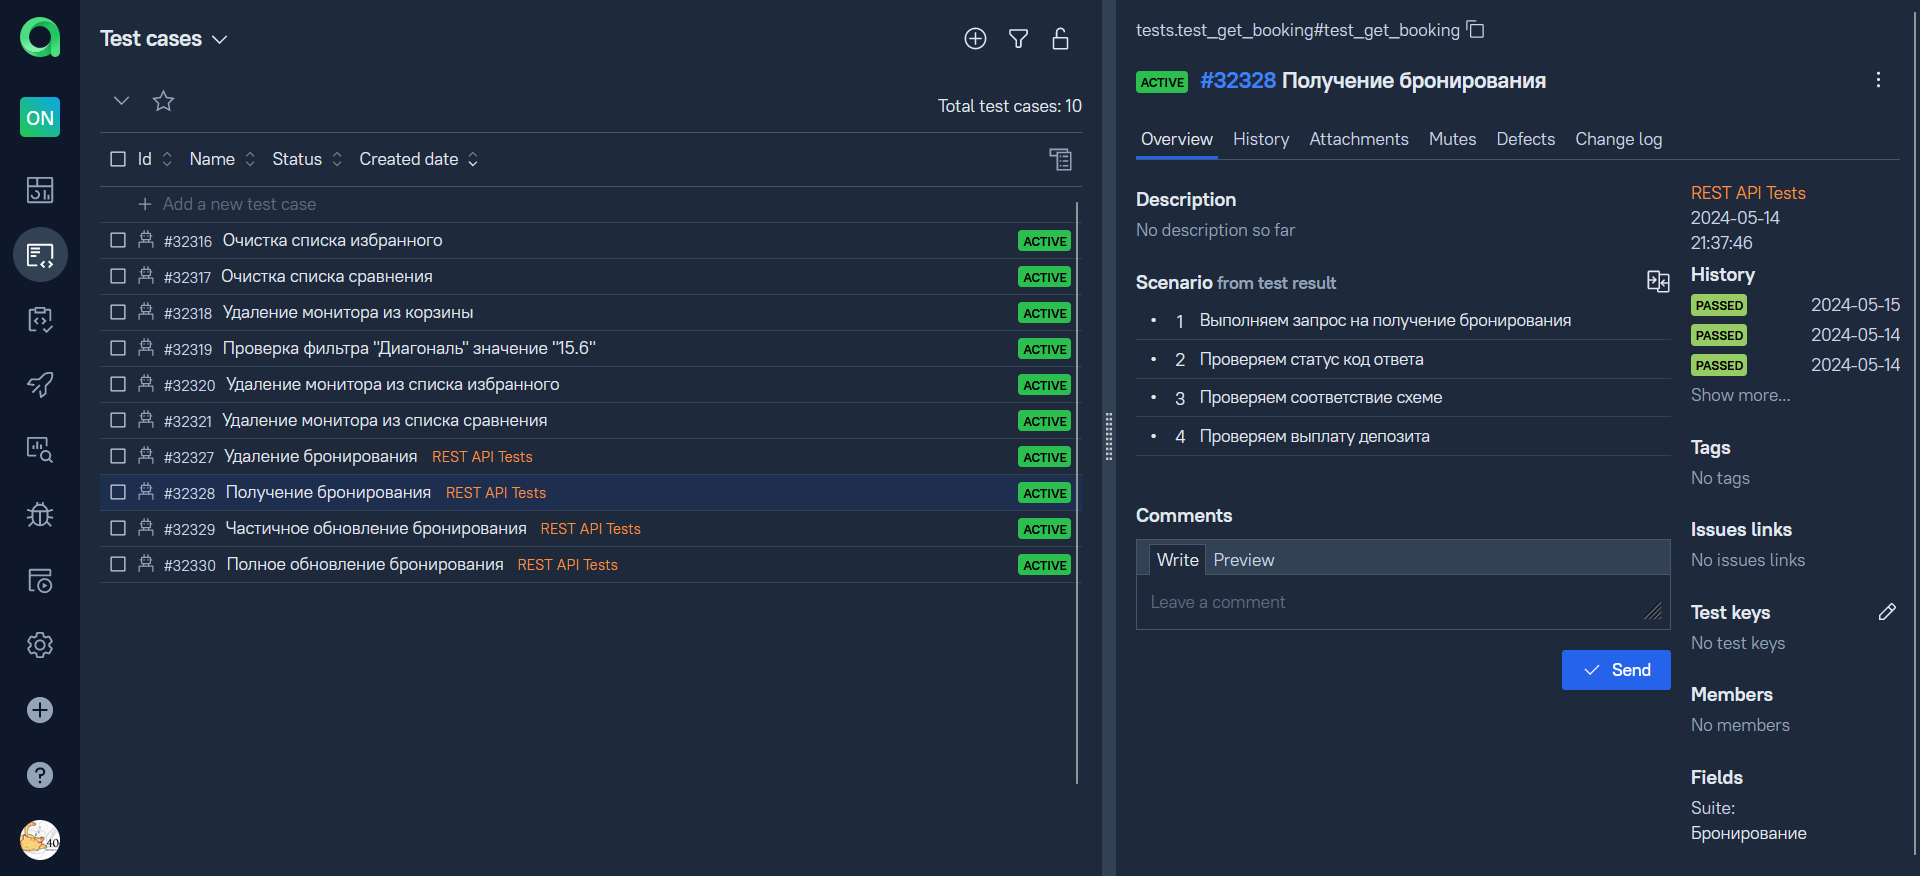 ON
40
Test cases
Total test cases: 10
Id Name Status Created date
Add a new test case
#32316 Очистка списка избранного ACTIVE
#32317 Очистка списка сравнения ACTIVE
#32318 Удаление монитора из корзины ACTIVE
#32319 Проверка фильтра "Диагональ" значение "15.6" ACTIVE
#32320 Удаление монитора из списка избранного ACTIVE
#32321 Удаление монитора из списка сравнения ACTIVE
#32327 Удаление бронирования REST API Tests ACTIVE
#32328 Получение бронирования REST API Tests ACTIVE
#32329 Частичное обновление бронирования REST API Tests ACTIVE
#32330 Полное обновление бронирования REST API Tests ACTIVE
tests.test_get_booking#test_get_booking
ACTIVE #32328 Получение бронирования
Overview History Attachments Mutes Defects Change log
Description
No description so far
Scenario from test result
1 Выполняем запрос на получение бронирования
2 Проверяем статус код ответа
3 Проверяем соответствие схеме
4 Проверяем выплату депозита
Comments
Write Preview
Leave a comment
Send
REST API Tests
2024-05-14
21:37:46
History
PASSED 2024-05-15
PASSED 2024-05-14
PASSED 2024-05-14
Show more...
Tags
No tags
Issues links
No issues links
Test keys
No test keys
Members
No members
Fields
Suite:
Бронирование